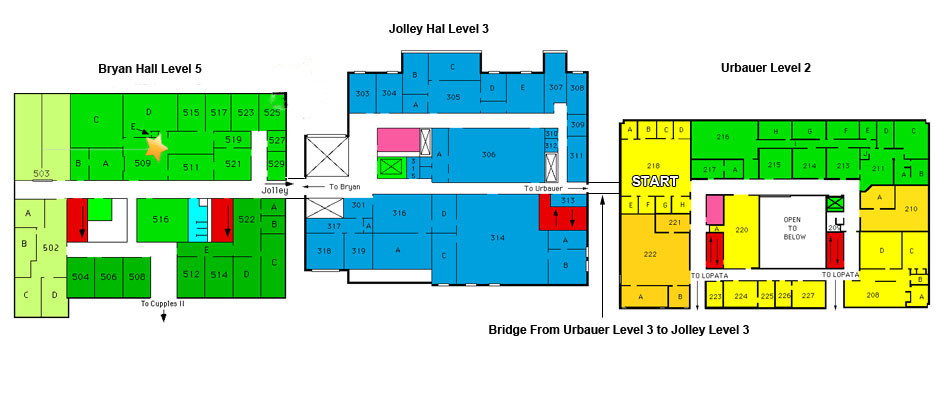 Jolley Hal Level 3
Bryan Hall Level 5
Urbauer Level 2
C
D
515
517
523
525
E
B
A
509
519
511
521
527
529
503
Jolley
A
B
502
C
D
516
522
A
B
C
E
504
506
508
512
514
D
To Cupples II
303
304
B
A
C
305
D
E
307
308
309
310
312
311
A
306
315
To Bryan
To Urbauer
301
317
316
318
319
A
D
C
314
313
A
B
A
B
C
D
218
START
E
F
G
H
221
222
A
B
216
H
G
F
E
D
C
217
A
215
214
213
J
211
A
B
A
220
OPEN
TO
BELOW
209
A
210
D
C
B
A
208
TO LOPATA
TO LOPATA
223
224
225
226
227
Bridge From Urbauer Level 3 to Jolley Level 3